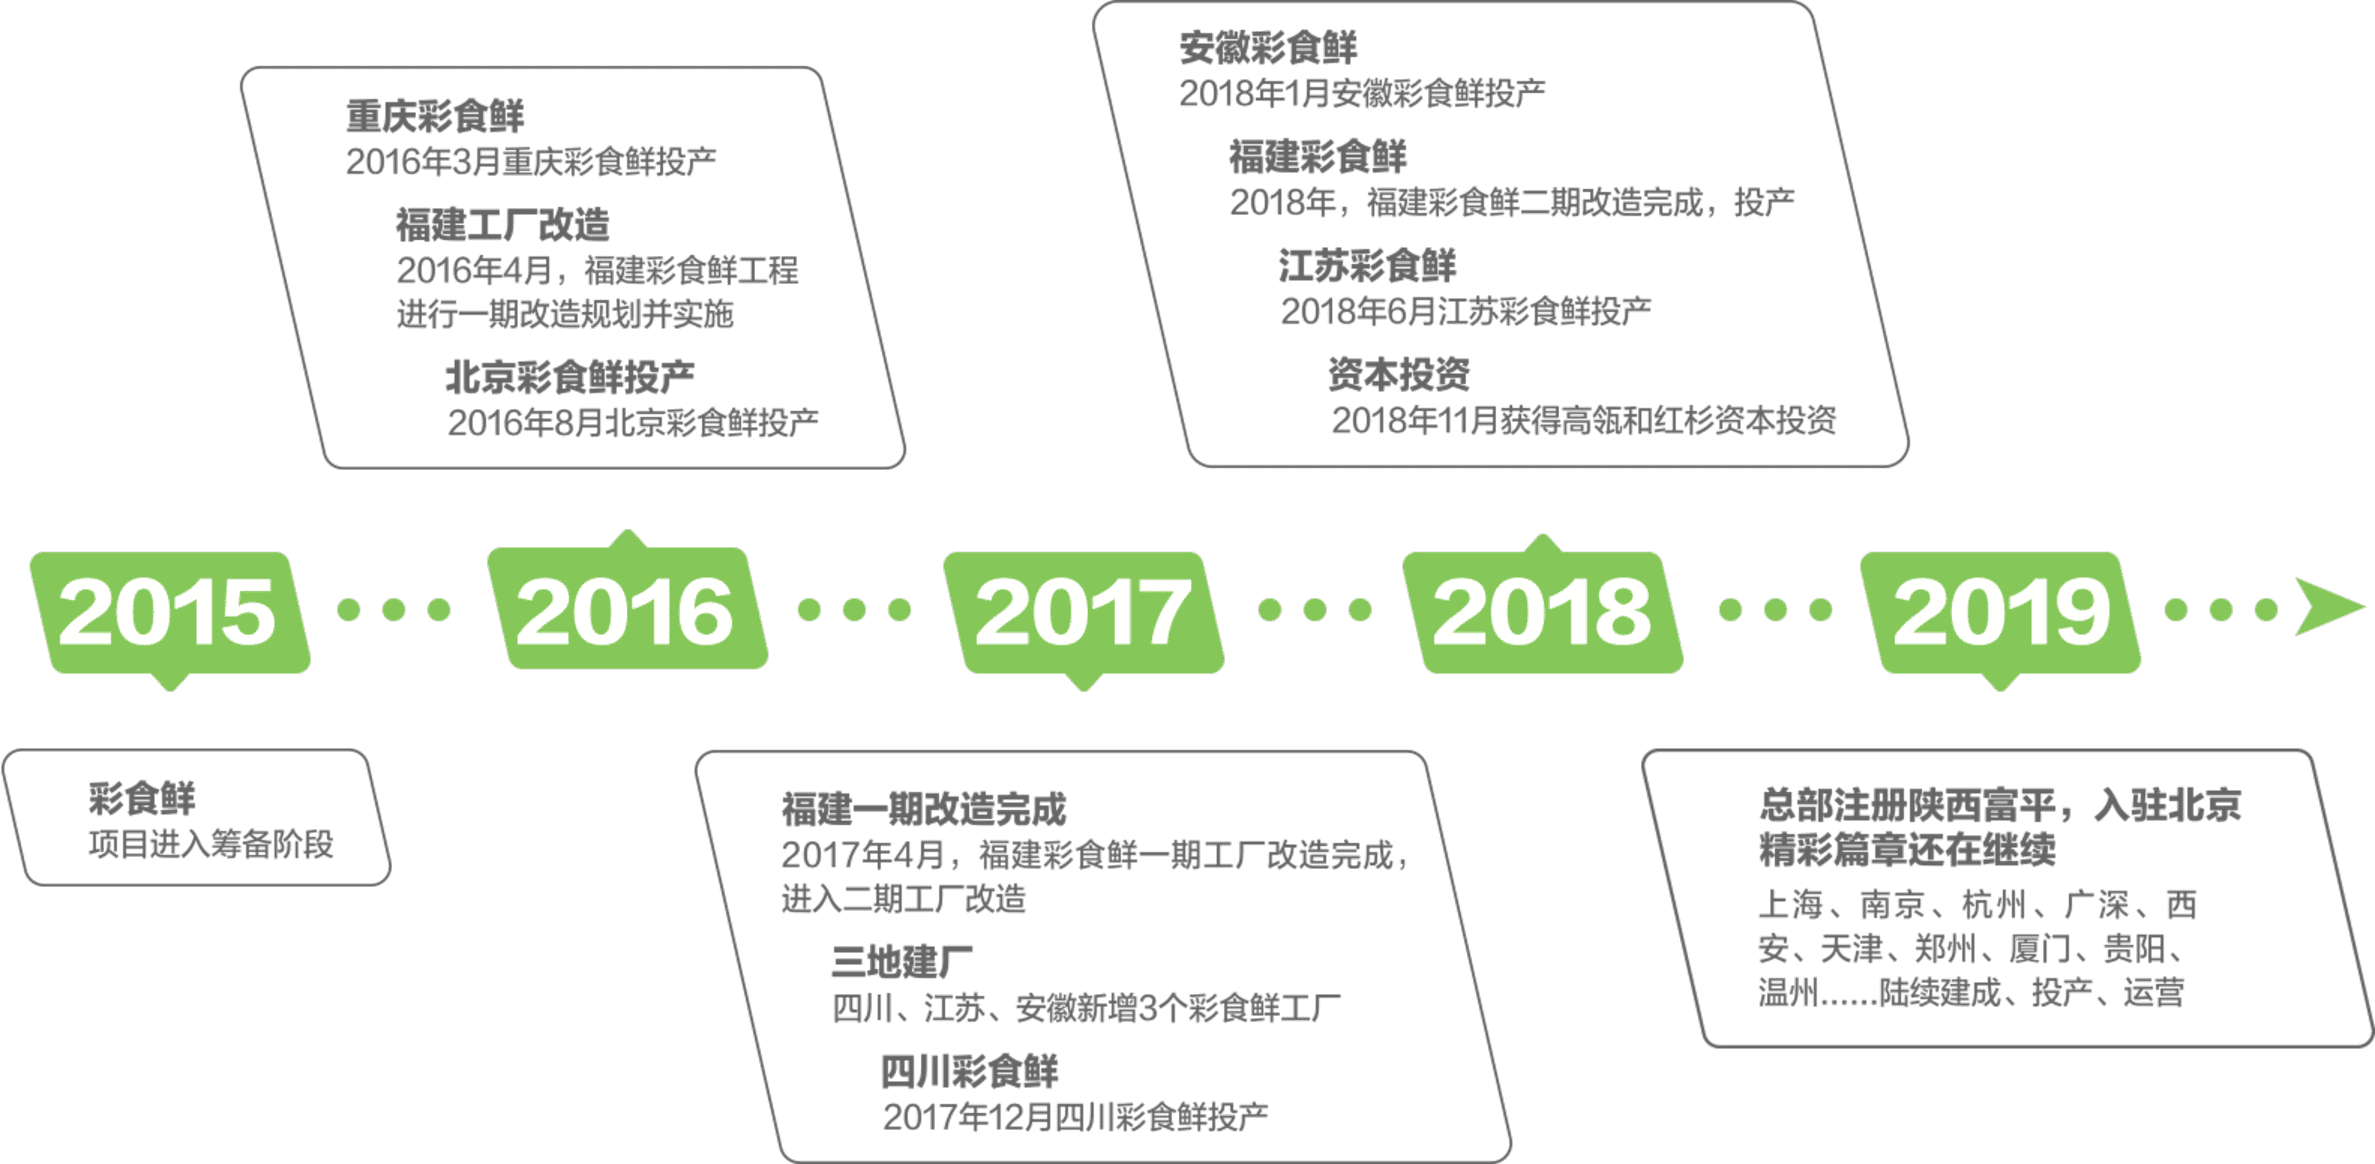 重庆彩食鲜
2016年3月重庆彩食鲜投产
福建工厂改造
2016年4月，福建彩食鲜工程
进行一期改造规划并实施
北京彩食鲜投产
2016年8月北京彩食鲜投产
安徽彩食鲜
2018年1月安徽彩食鲜投产
福建彩食鲜
2018年，福建彩食鲜二期改造完成，投产
江苏彩食鲜
2018年6月江苏彩食鲜投产
资本投资
2018年11月获得高瓴和红杉资本投资
2015
2016
2017
2018
2019
彩食鲜
项目进入筹备阶段
福建一期改造完成
2017年4月，福建彩食鲜一期工厂改造完成，
进入二期工厂改造
三地建厂
四川、江苏、安徽新增3个彩食鲜工厂
四川彩食鲜
2017年12月四川彩食鲜投产
总部注册陕西富平，入驻北京
精彩篇章还在继续
上海、南京、杭州、广深、西
安、天津、郑州、厦门、贵阳、
温州......陆续建成、投产、运营